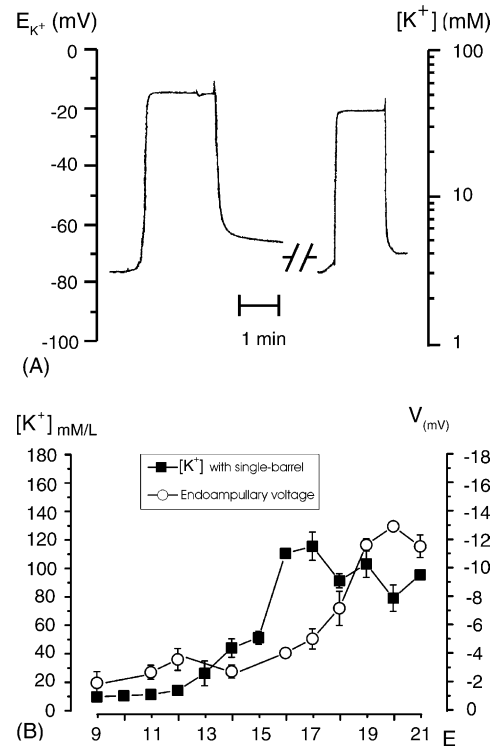 E_K+ (mV)
[K+] (mM)
0
-20
-40
-60
-80
-100
100
10
1
1 min
(A)
[K+] mM/L
V(mV)
180
160
140
120
100
80
60
40
20
0
-18
-16
-14
-12
-10
-8
-6
-4
-2
0
[K+] with single-barrel
Endoampullary voltage
9 11 13 15 17 19 21
(B)
E